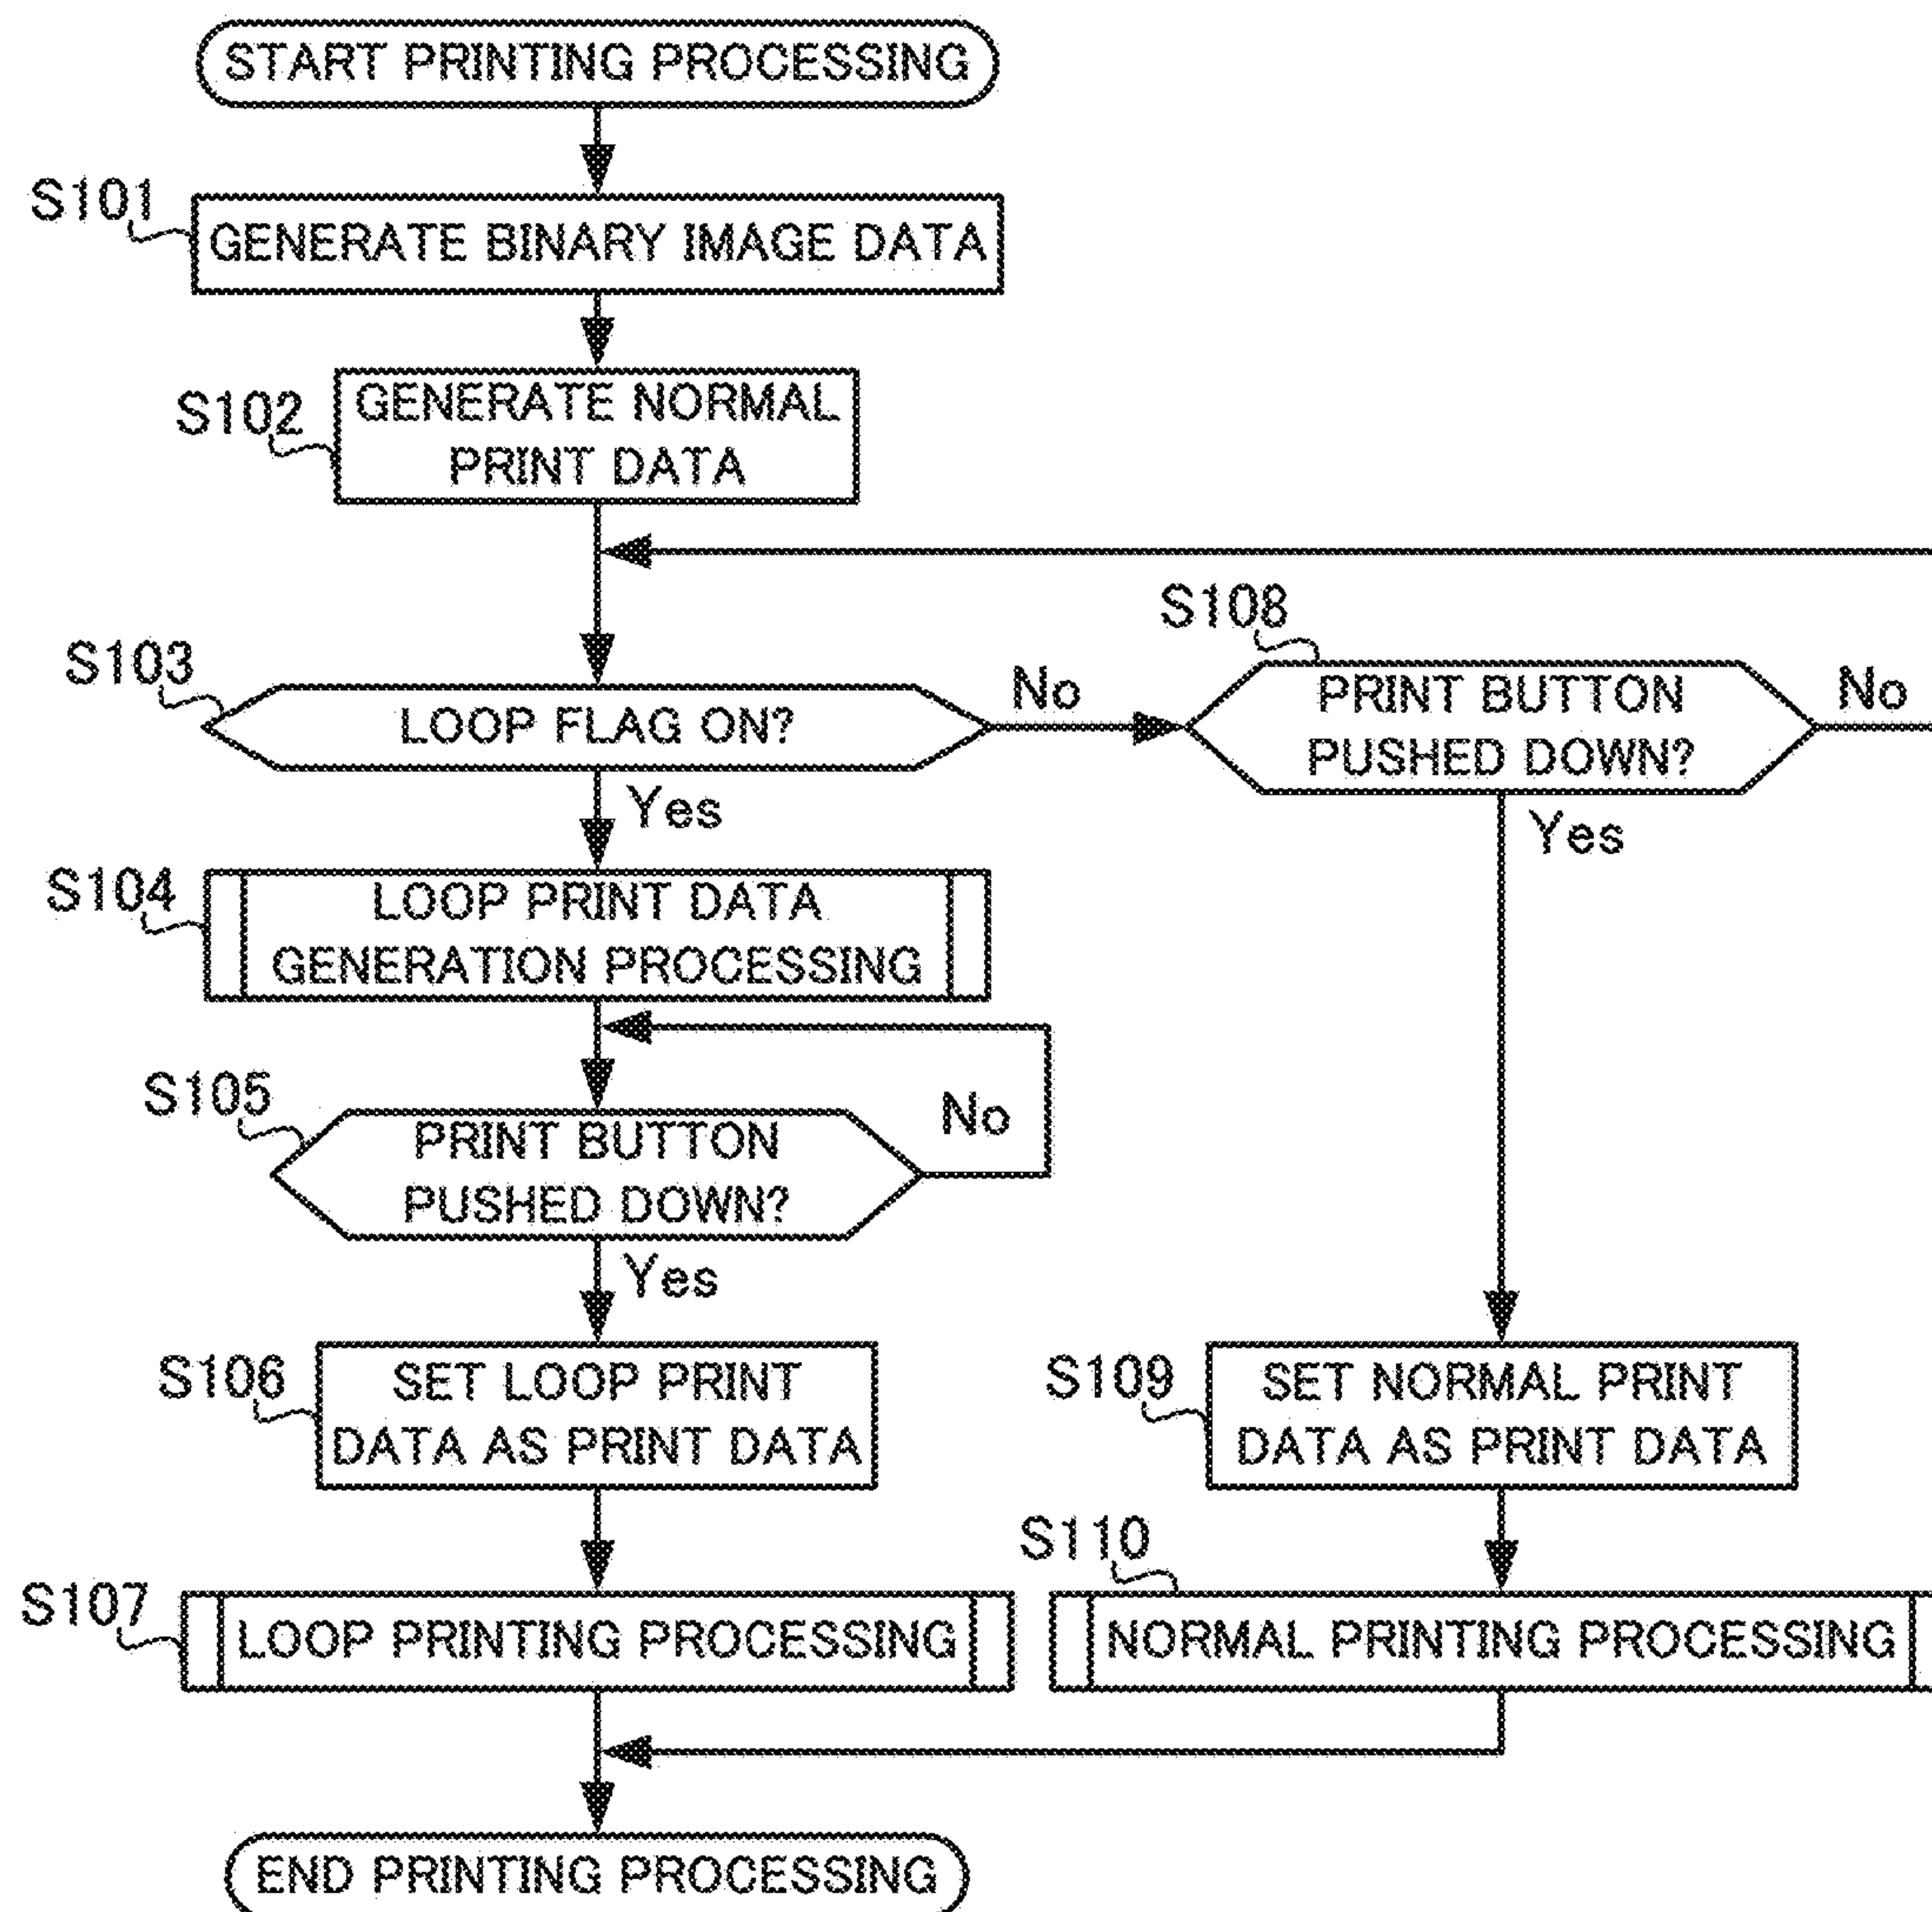 START PRINTING PROCESSING
S101
GENERATE BINARY IMAGE DATA
S102
GENERATE NORMAL
PRINT DATA
S103
LOOP FLAG ON?
No
Yes
S108
PRINT BUTTON
PUSHED DOWN?
No
Yes
S104
LOOP PRINT DATA
GENERATION PROCESSING
S105
PRINT BUTTON
PUSHED DOWN?
No
Yes
S106
SET LOOP PRINT
DATA AS PRINT DATA
S109
SET NORMAL PRINT
DATA AS PRINT DATA
S107
LOOP PRINTING PROCESSING
S110
NORMAL PRINTING PROCESSING
END PRINTING PROCESSING